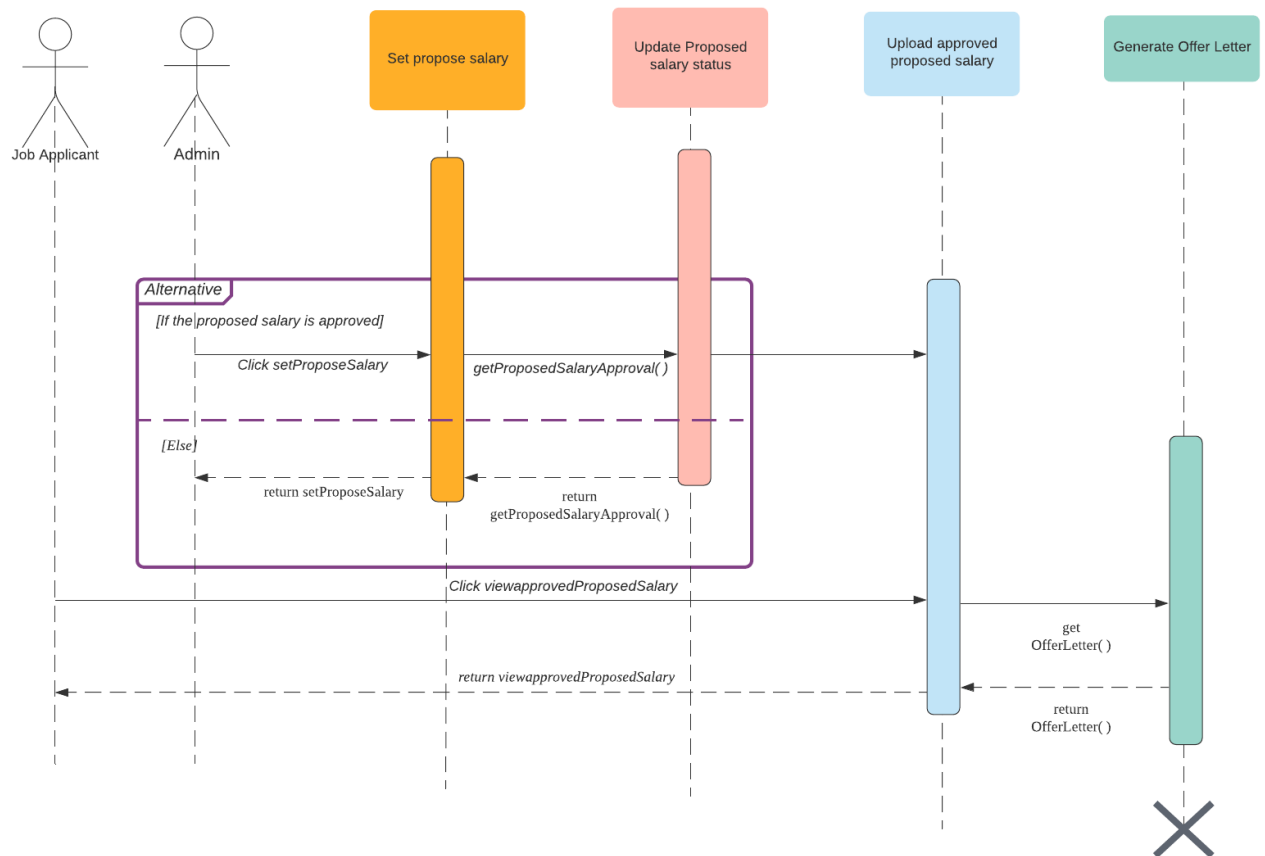 Job Applicant
Admin
Set propose salary
Update Proposed
salary status
Upload approved
proposed salary
Generate Offer Letter
Alternative
[If the proposed salary is approved]
Click setProposeSalary
getProposedSalaryApproval( )
[Else]
return setProposeSalary
return
getProposedSalaryApproval( )
Click viewapprovedProposedSalary
get
OfferLetter( )
return viewapprovedProposedSalary
return
OfferLetter( )